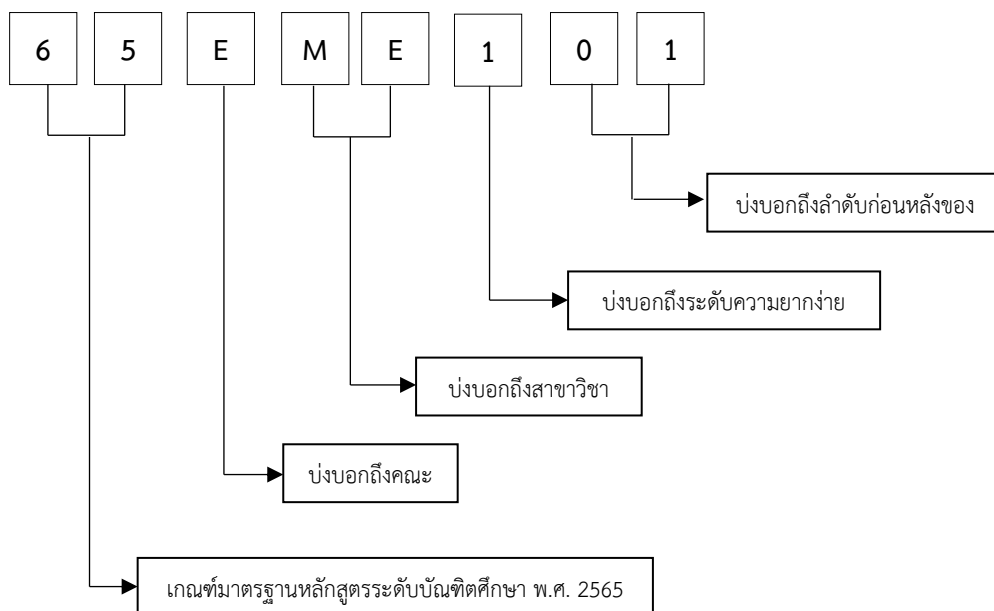 6 5 E M E 1 0 1
บ่งบอกถึงลำดับก่อนหลังของ
บ่งบอกถึงระดับความยากง่าย
บ่งบอกถึงสาขาวิชา
บ่งบอกถึงคณะ
เกณฑ์มาตรฐานหลักสูตรระดับบัณฑิตศึกษา พ.ศ. 2565